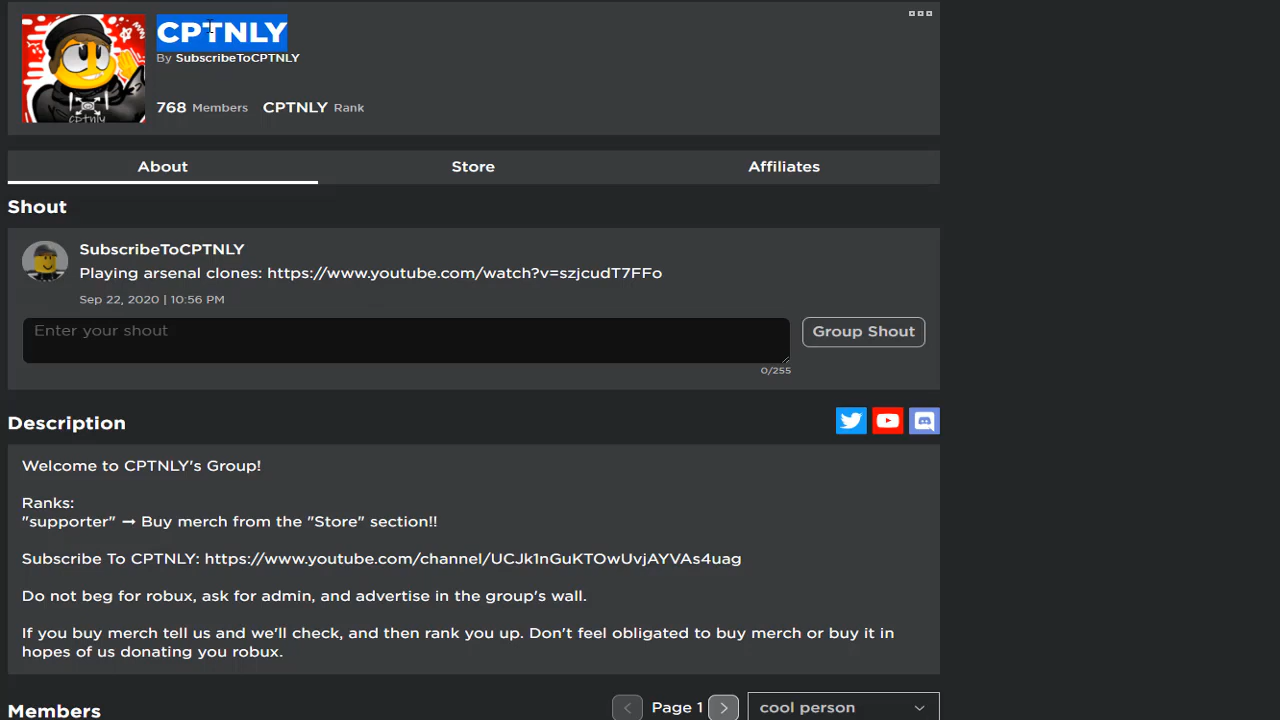 CPTNLY
By SubscribeToCPTNLY
768 Members CPTNLY Rank
cptnly
About Store Affiliates
Shout
SubscribeToCPTNLY
Playing arsenal clones: https://www.youtube.com/watch?v=szjcudT7FFo
Sep 22, 2020 | 10:56 PM
Enter your shout
Group Shout
0/255
Description
Welcome to CPTNLY's Group!
Ranks:
"supporter" → Buy merch from the "Store" section!!
Subscribe To CPTNLY: https://www.youtube.com/channel/UCJk1nGuKTOwUvjAYVAs4uag
Do not beg for robux, ask for admin, and advertise in the group's wall.
If you buy merch tell us and we'll check, and then rank you up. Don't feel obligated to buy merch or buy it in
hopes of us donating you robux.
Members
Page 1
cool person